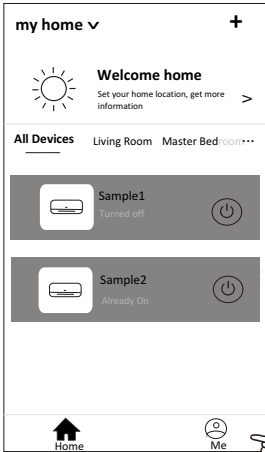 my home
Welcome home
Set your home location, get more
information
All Devices Living Room Master Bedroom
Sample1
Turned off
Sample2
Already On
Home Me